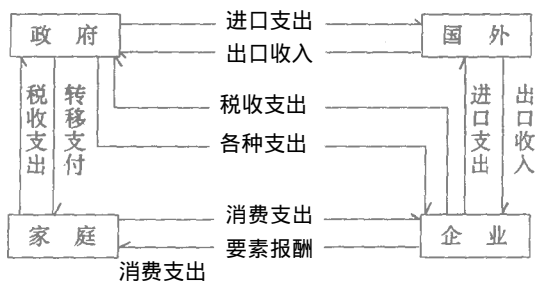 进口支出
政府
国外
出口收入
税收支出
转移支付
税收支出
各种支出
进口支出
出口收入
消费支出
家庭
企业
要素报酬
消费支出